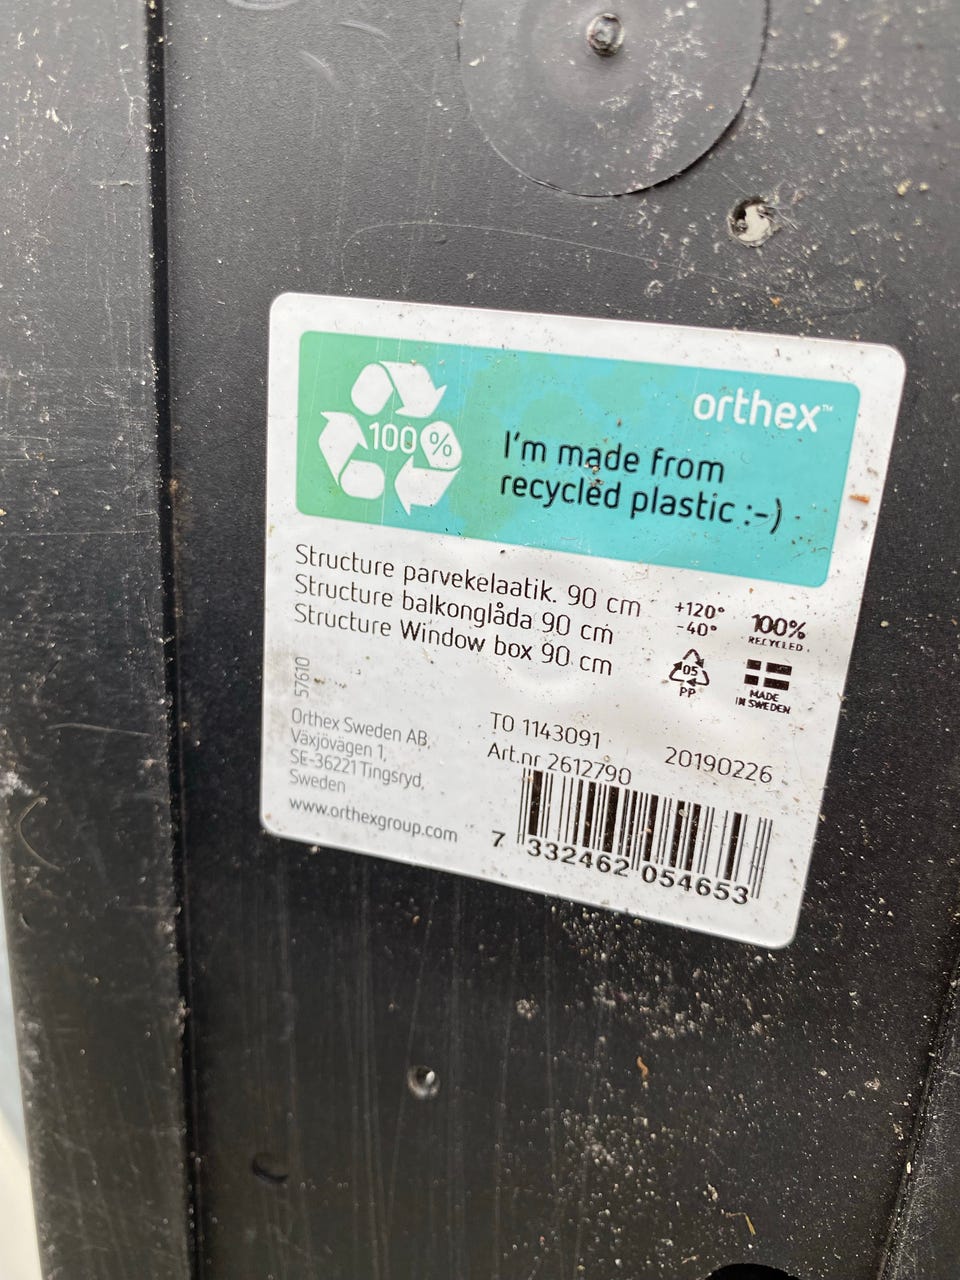 orthex™
100%
I'm made from
recycled plastic :-)
Structure parvekelaatik. 90 cm
Structure balkonglåda 90 cm
Structure Window box 90 cm
+120°
-40°
100%
RECYCLED
05
PP
MADE
IN SWEDEN
57610
Orthex Sweden AB,
Växjövägen 1,
SE-36221 Tingsryd,
Sweden
www.orthexgroup.com
TO 1143091
20190226
Art.nr 2612790
7 332462 054653